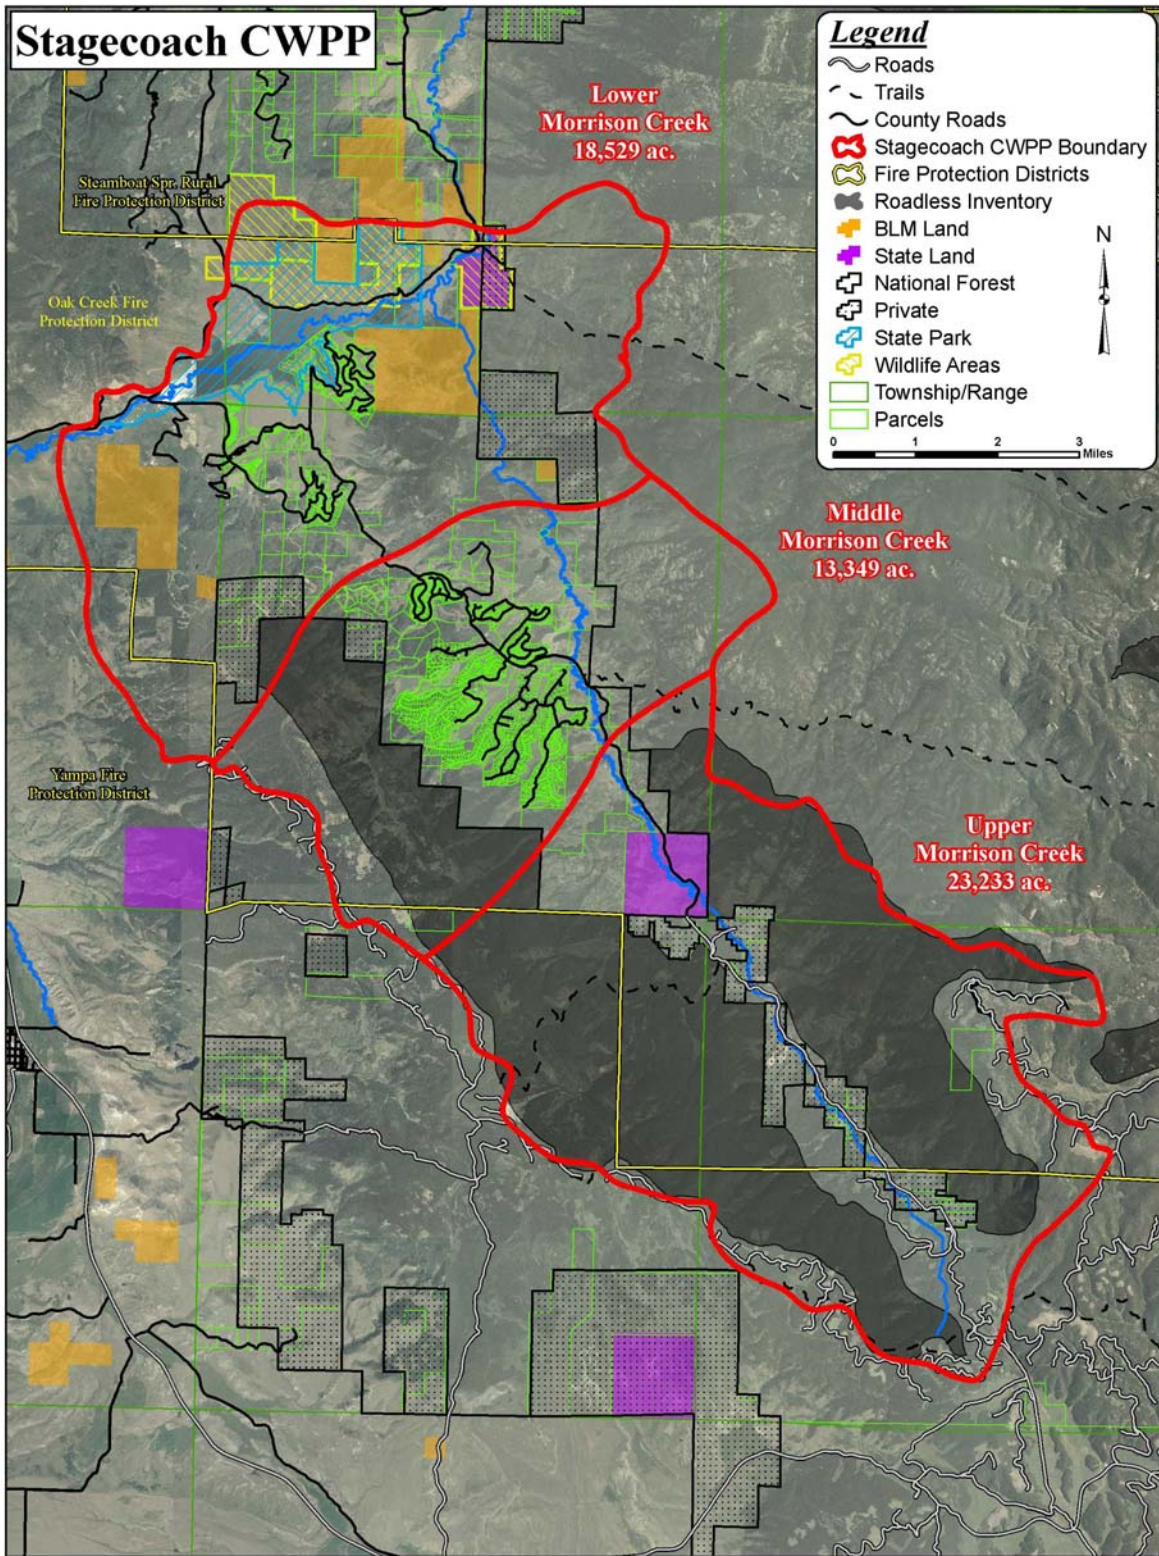 Stagecoach CWPP
Legend
Roads
Trails
County Roads
Stagecoach CWPP Boundary
Fire Protection Districts
Roadless Inventory
BLM Land
State Land
National Forest
Private
State Park
Wildlife Areas
Township/Range
Parcels
0 1 2 3
Miles
N
Lower
Morrison Creek
18,529 ac.
Steamboat Spr. Rural
Fire Protection District
Oak Creek Fire
Protection District
Middle
Morrison Creek
13,349 ac.
Yampa Fire
Protection District
Upper
Morrison Creek
23,233 ac.